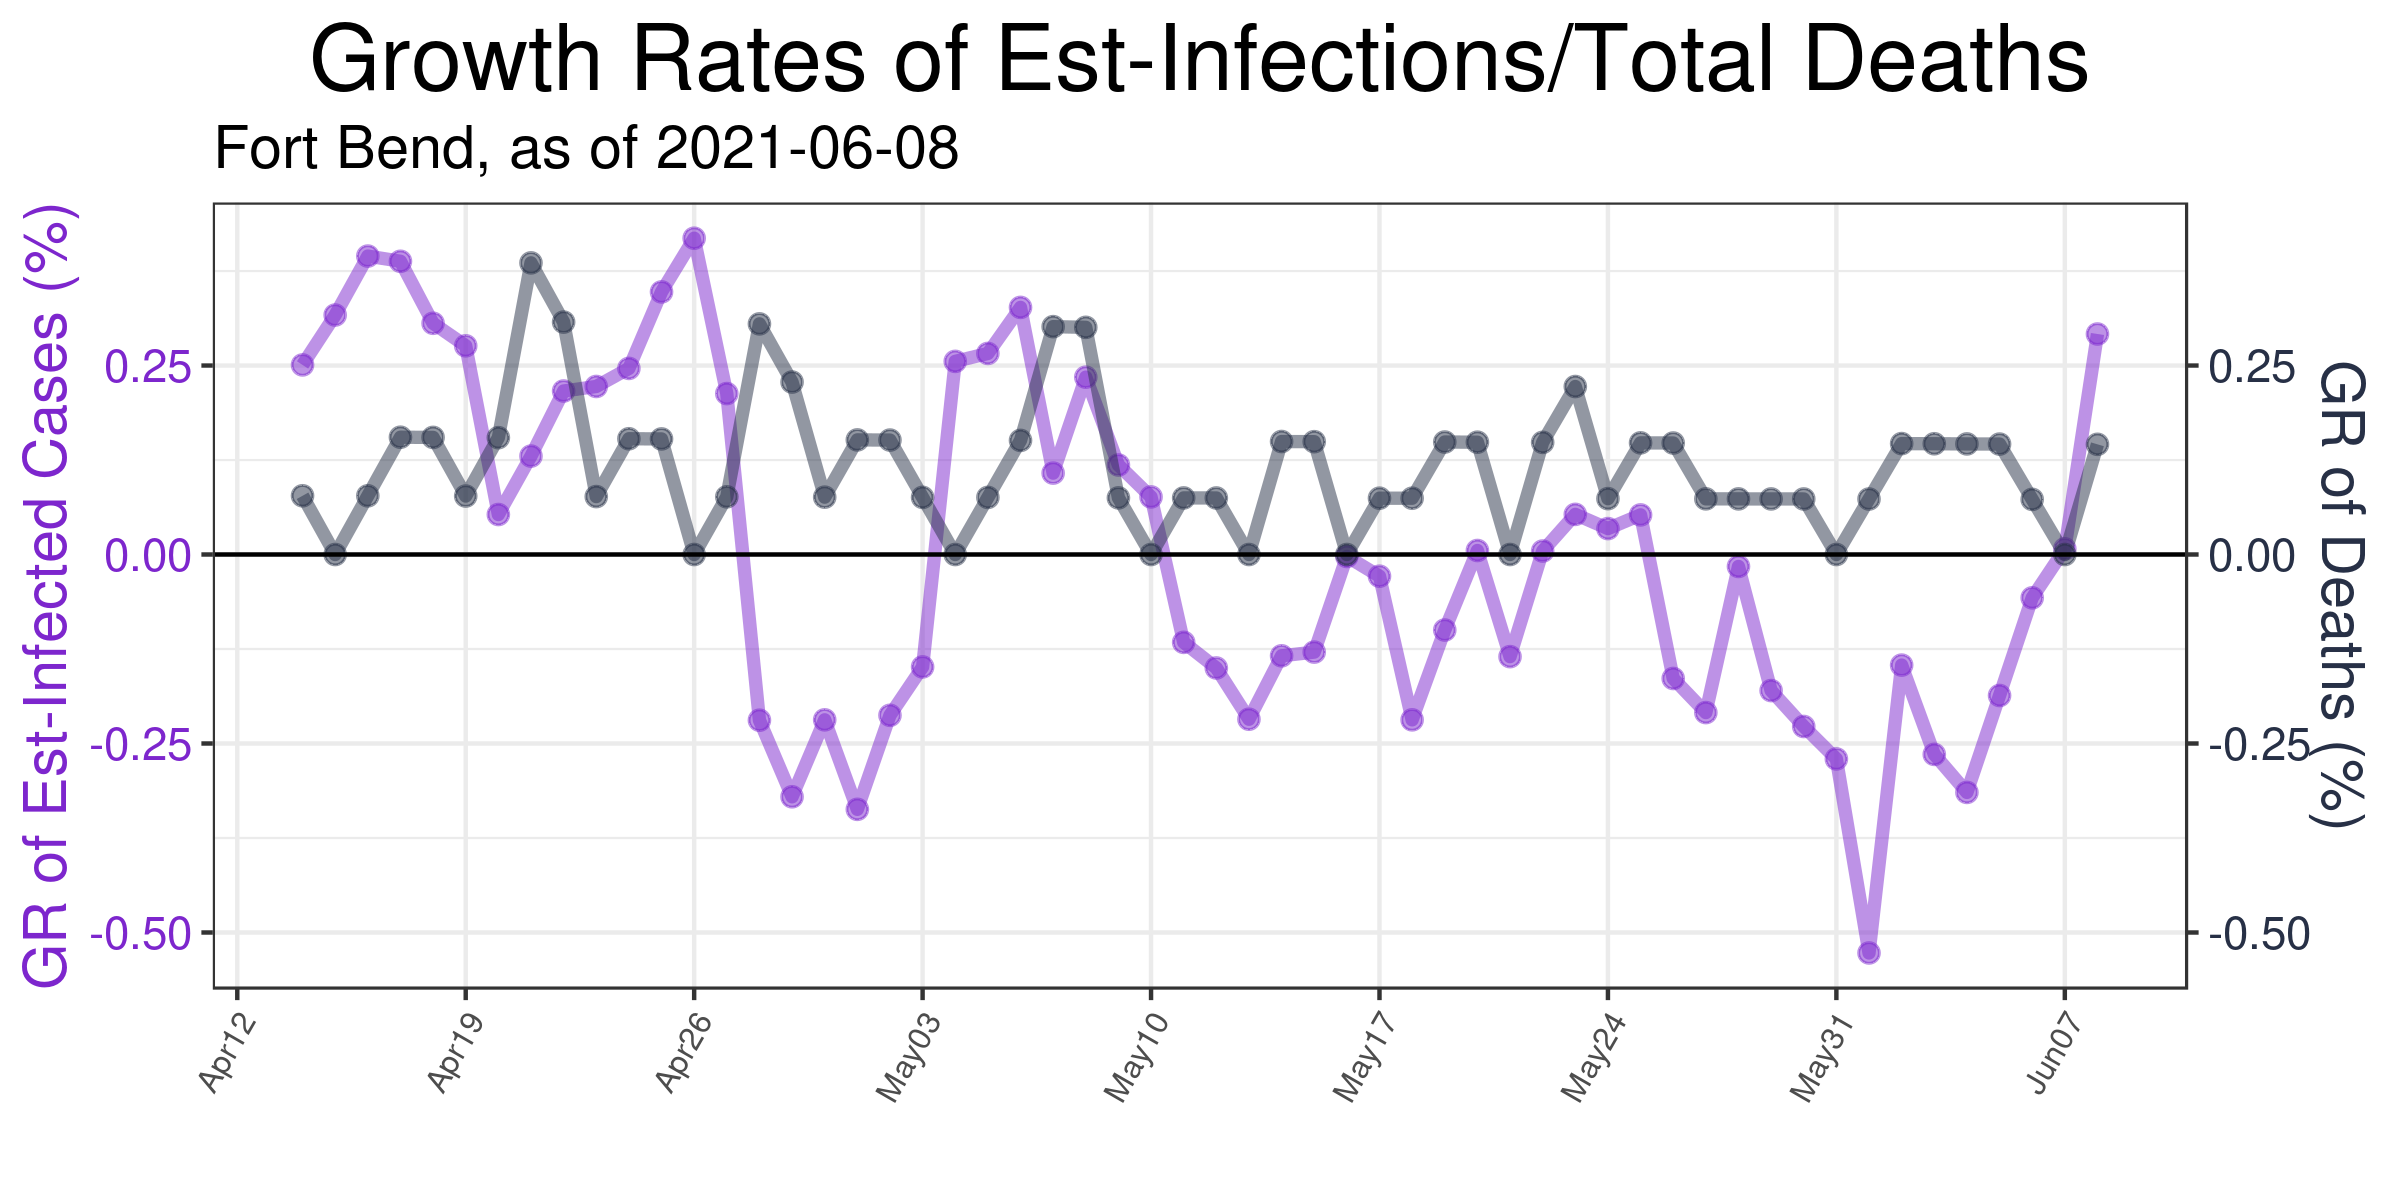 Growth Rates of Est-Infections/Total Deaths
Fort Bend, as of 2021-06-08
GR of Est-Infected Cases (%)
0.25
0.00
-0.25
-0.50
0.25
0.00
-0.25
-0.50
GR of Deaths (%)
Apr12
Apr19
Apr26
May03
May10
May17
May24
May31
Jun07